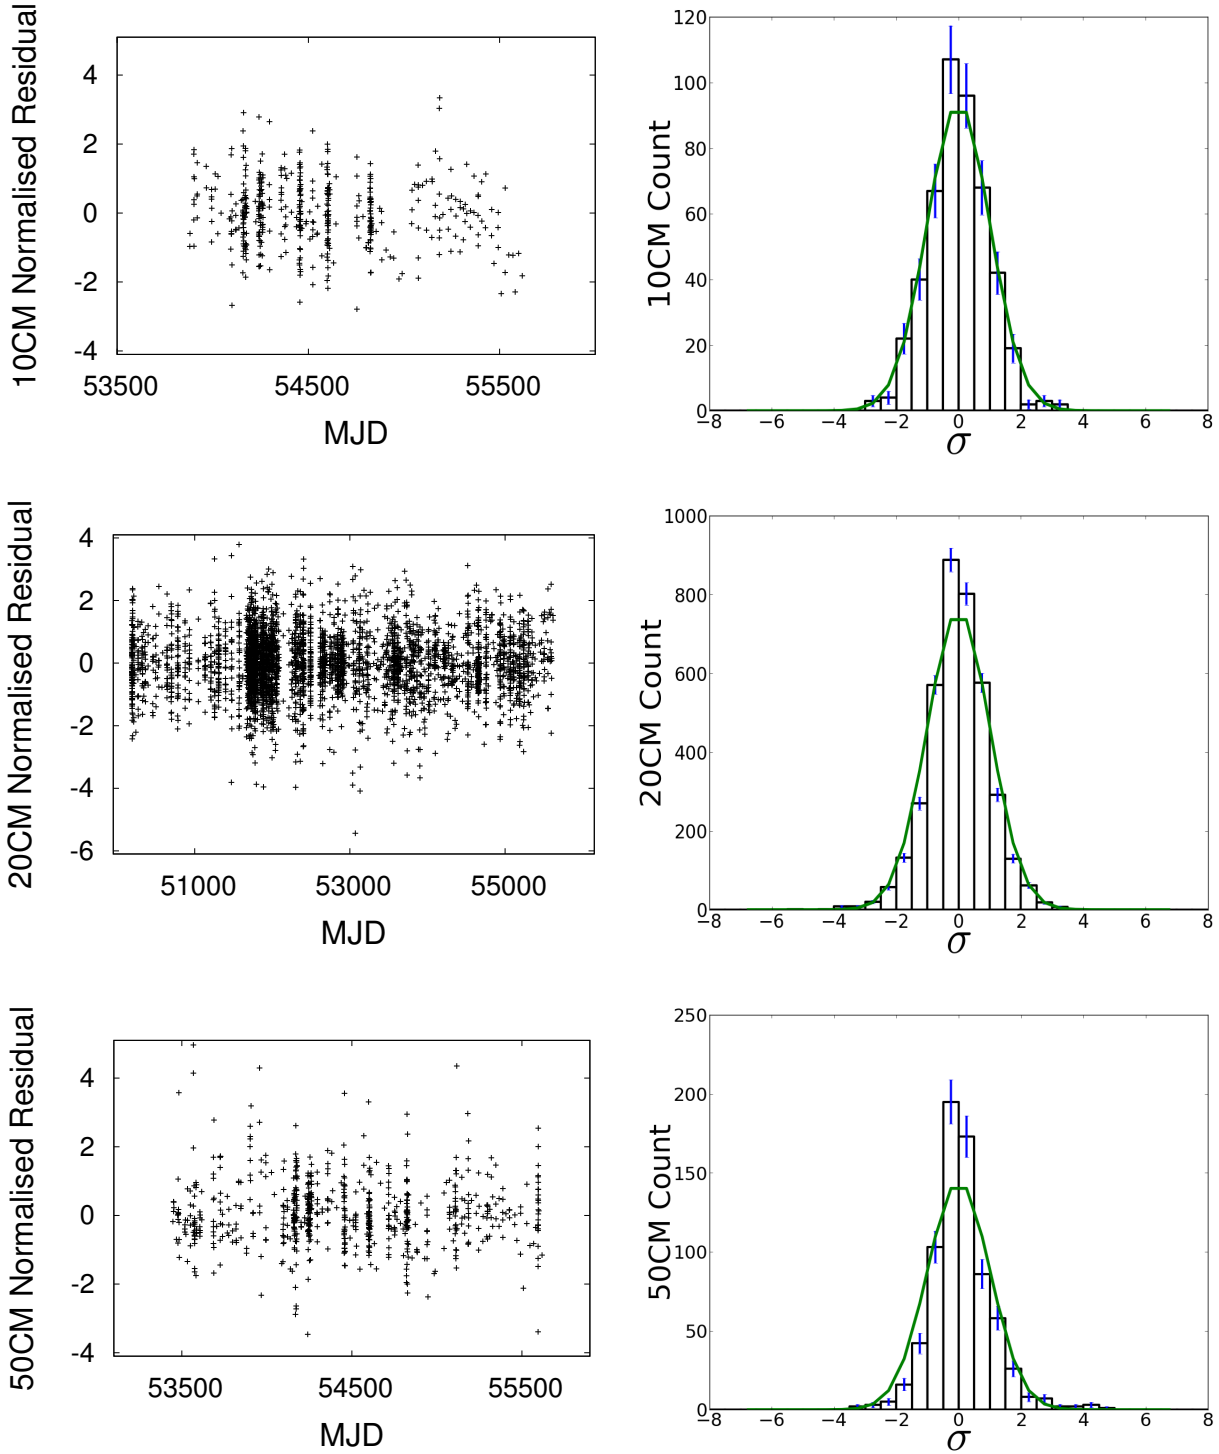 10CM Normalised Residual
4
2
0
-2
-4
53500 54500 55500
MJD
10CM Count
120
100
80
60
40
20
0
−8 −6 −4 −2 0 2 4 6 8
σ
20CM Normalised Residual
4
2
0
-2
-4
-6
51000 53000 55000
MJD
20CM Count
1000
800
600
400
200
0
−8 −6 −4 −2 0 2 4 6 8
σ
50CM Normalised Residual
4
2
0
-2
-4
53500 54500 55500
MJD
50CM Count
250
200
150
100
50
0
−8 −6 −4 −2 0 2 4 6 8
σ